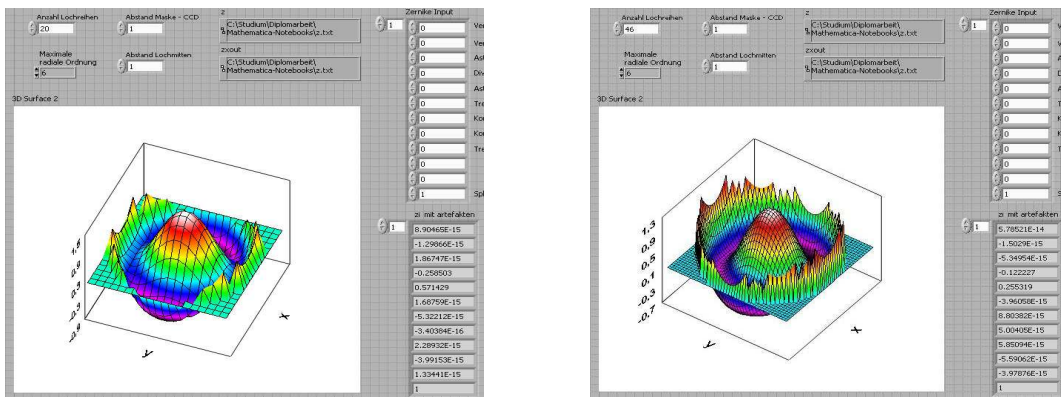 Anzahl Lochreihen
20
Abstand Maske - CCD
1
Maximale
radiale Ordnung
6
Abstand Lochmitten
1
z
C:\Studium\Diplomarbeit\
Mathematica-Notebooks\z.txt
zxout
C:\Studium\Diplomarbeit\
Mathematica-Notebooks\z.txt
Zernike Input
1
0
0
0
0
0
0
0
0
0
0
0
1
3D Surface 2
y
x
zi mit artefakten
1
8.90465E-15
-1.29866E-15
1.86747E-15
-0.258503
0.571429
1.68759E-15
-5.32212E-15
-3.40384E-16
2.28932E-15
-3.99153E-15
1.33441E-15
1
Anzahl Lochreihen
46
Abstand Maske - CCD
1
Maximale
radiale Ordnung
6
Abstand Lochmitten
1
z
C:\Studium\Diplomarbeit\
Mathematica-Notebooks\z.txt
zxout
C:\Studium\Diplomarbeit\
Mathematica-Notebooks\z.txt
Zernike Input
1
0
0
0
0
0
0
0
0
0
0
0
1
3D Surface 2
1.3
0.9
0.5
0.1
-0.3
-0.7
y
x
zi mit artefakten
1
5.78521E-14
-1.5029E-15
-5.34954E-15
-0.122227
0.255319
-3.96058E-15
8.80382E-15
5.00405E-15
5.85094E-15
-5.59062E-15
-3.97876E-15
1